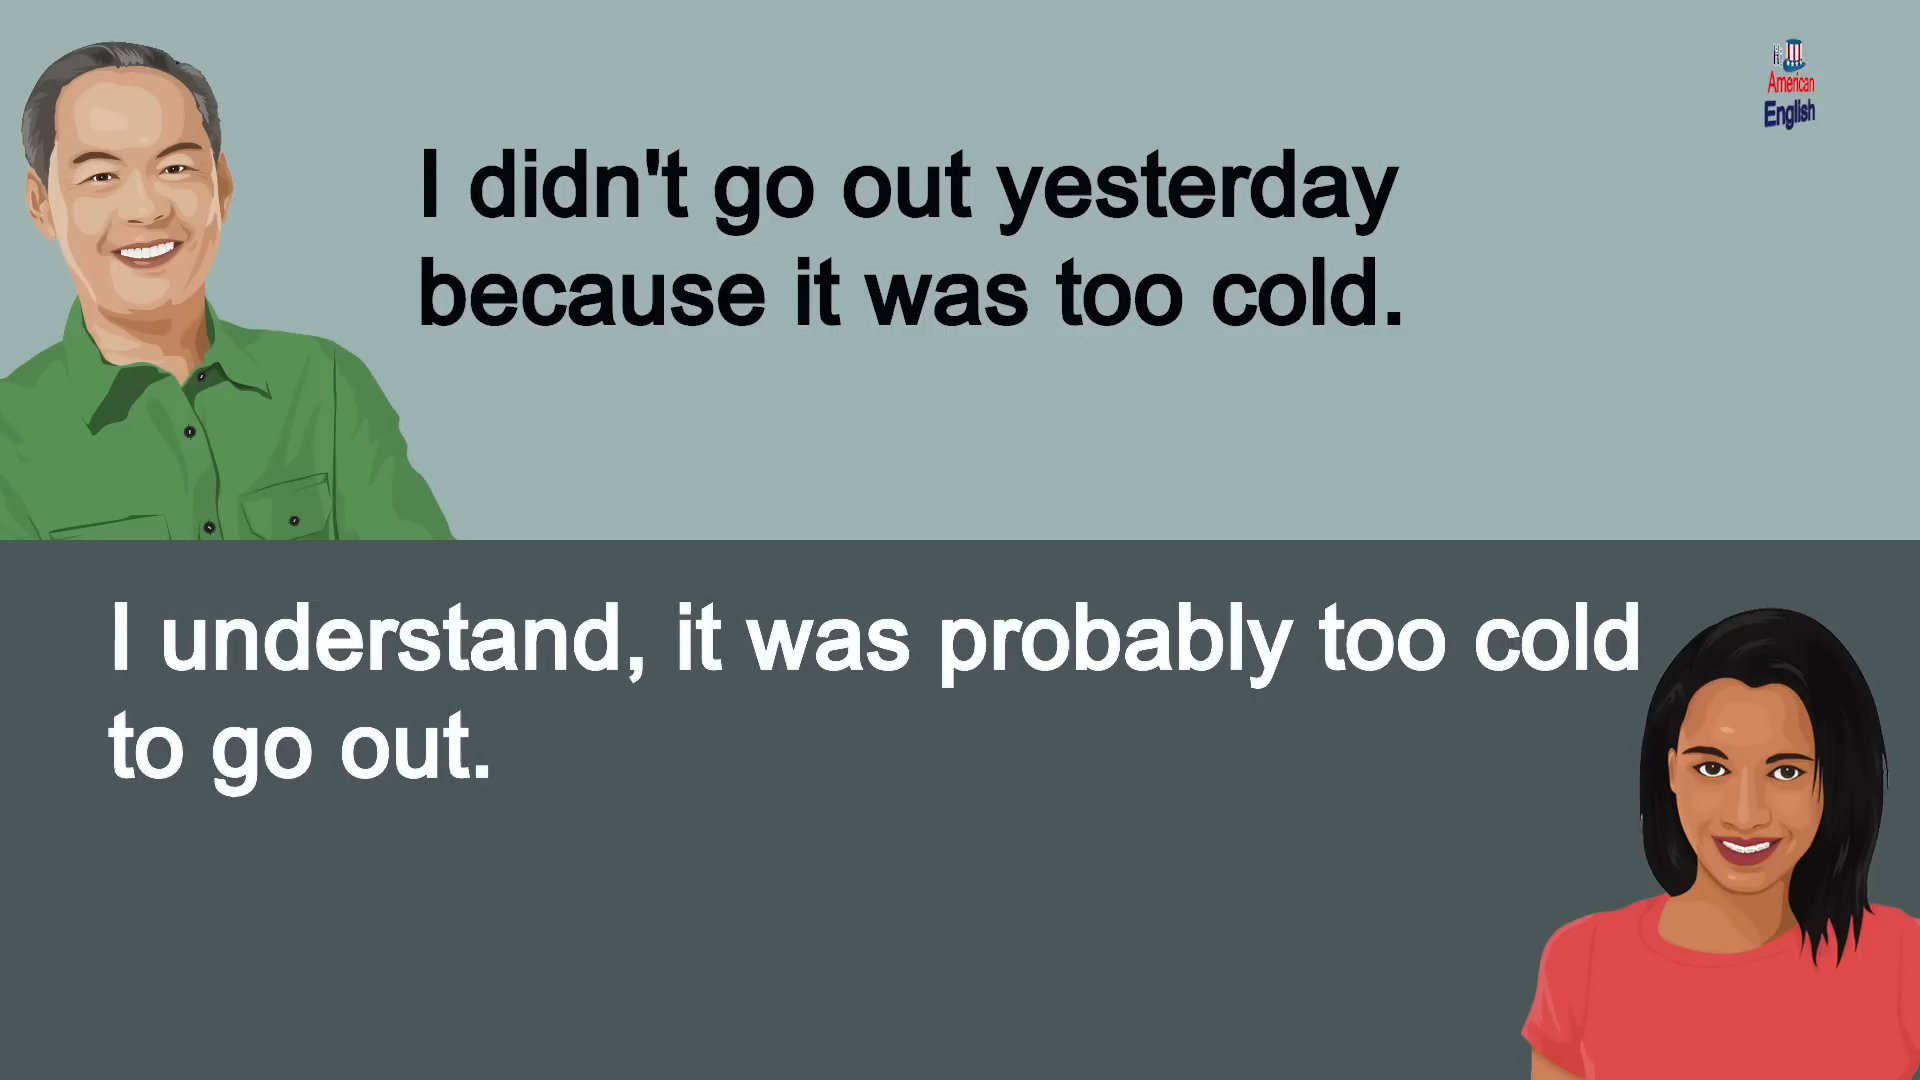 American
English
I didn't go out yesterday
because it was too cold.
I understand, it was probably too cold
to go out.